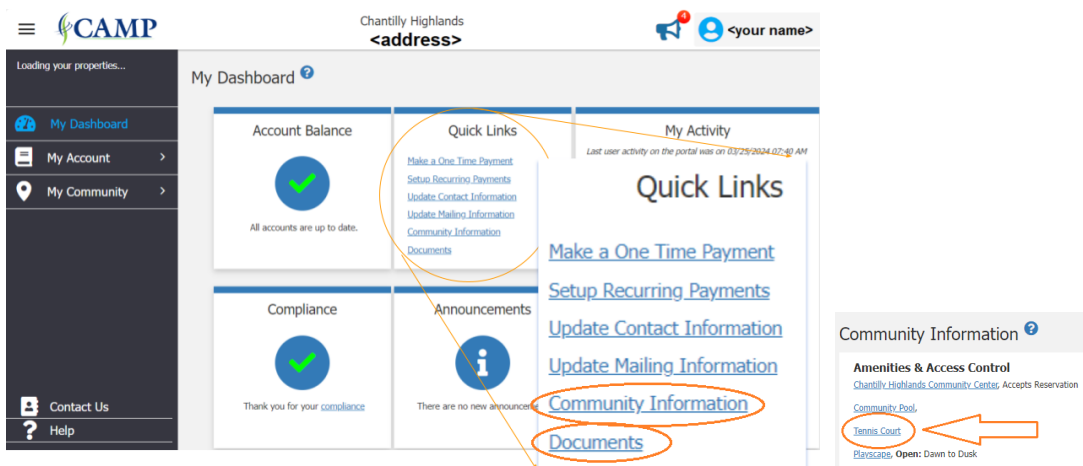 CAMP
Chantilly Highlands
<address>
4
<your name>
Loading your properties...
My Dashboard
My Account
My Community
Contact Us
Help
My Dashboard ?
Account Balance
All accounts are up to date.
Quick Links
Make a One Time Payment
Setup Recurring Payments
Update Contact Information
Update Mailing Information
Community Information
Documents
My Activity
Last user activity on the portal was on 03/25/2024 07:40 AM
Compliance
Thank you for your compliance
Announcements
There are no new announceme
Quick Links
Make a One Time Payment
Setup Recurring Payments
Update Contact Information
Update Mailing Information
Community Information
Documents
Community Information ?
Amenities & Access Control
Chantilly Highlands Community Center, Accepts Reservation
Community Pool,
Tennis Court
Playscape, Open: Dawn to Dusk